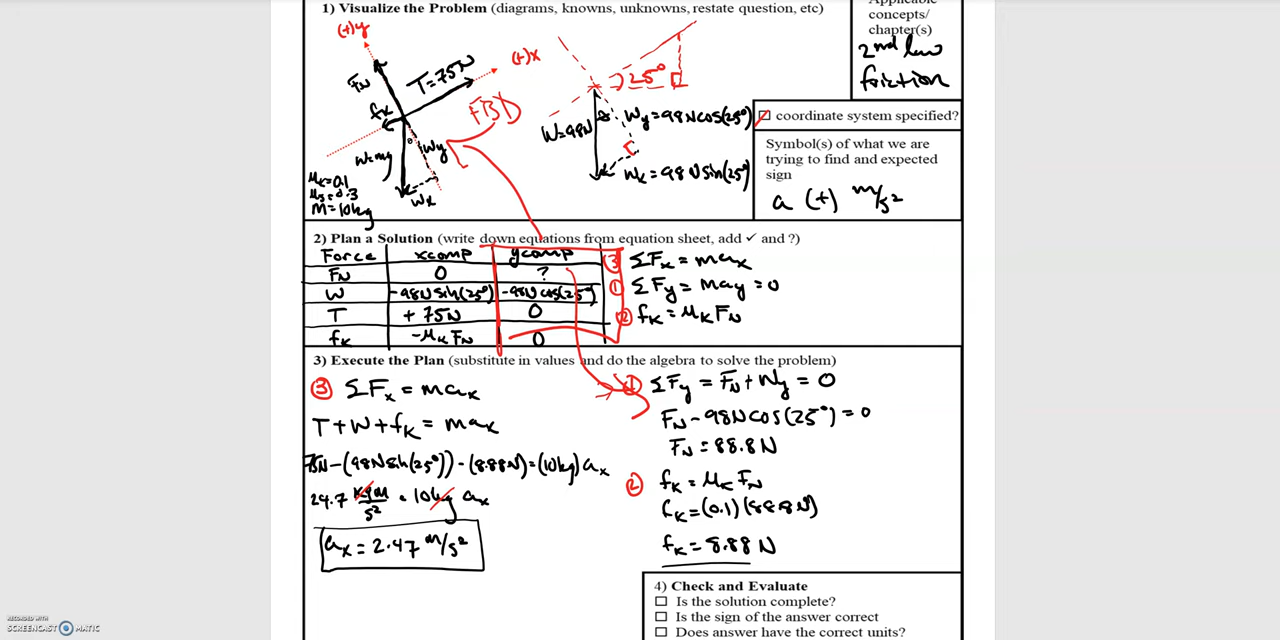 1) Visualize the Problem (diagrams, knowns, unknowns, restate question, etc)
(+)y
FN
T=75N
(+)x
fK
FBD
W=mg
Wy
Wx
μK=0.1
μs=0.3
M=10kg
25°
W=98N
Wy=98Ncos(25°)
Wx=98Nsin(25°)
concepts/
chapter(s)
2nd law
friction
coordinate system specified?
Symbol(s) of what we are
trying to find and expected
sign
a (+) m/s²
2) Plan a Solution (write down equations from equation sheet, add ✓ and ?)
Force xcomp ycomp
FN 0 ?
W -98Nsin(25°) -98Ncos(25°)
T +75N 0
fK -μKFN 0
③ ΣFx = max
① ΣFy = may = 0
② fK = μKFN
3) Execute the Plan (substitute in values and do the algebra to solve the problem)
③ ΣFx = max
T+W+fK = max
75N-(98Nsin(25°))-(8.88N)=(10kg)ax
24.7 kgm/s² = 10kg ax
ax = 2.47 m/s²
① ΣFy = FN+Wy = 0
FN-98Ncos(25°)=0
FN=88.8N
② fK = μKFN
fK=(0.1)(88.8N)
fK=8.88 N
4) Check and Evaluate
Is the solution complete?
Is the sign of the answer correct
Does answer have the correct units?
RECORDED WITH
SCREENCAST MATIC